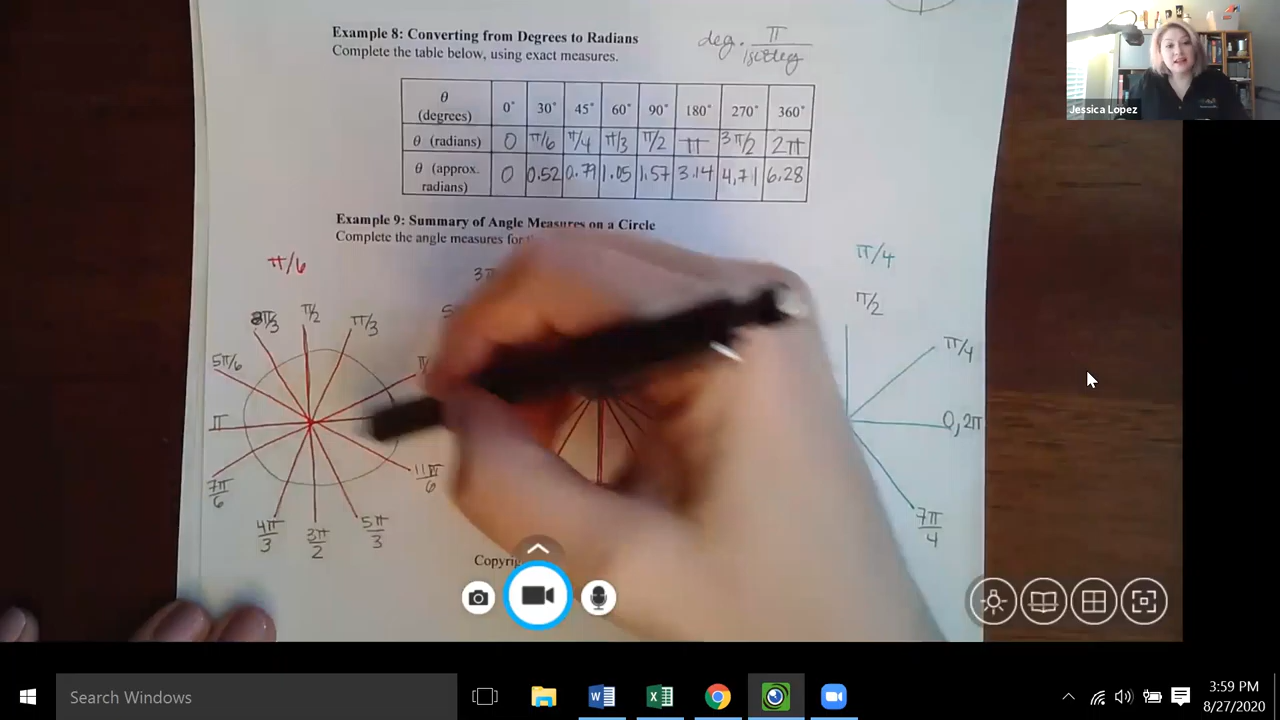 Example 8: Converting from Degrees to Radians
Complete the table below, using exact measures.
deg. π/180deg
θ (degrees) 0° 30° 45° 60° 90° 180° 270° 360°
θ (radians) 0 π/6 π/4 π/3 π/2 π 3π/2 2π
θ (approx. radians) 0 0.52 0.79 1.05 1.57 3.14 4.71 6.28
Example 9: Summary of Angle Measures on a Circle
Complete the angle measures for
π/6
2π/3 π/2 π/3
5π/6
π
7π/6
4π/3 3π/2 5π/3
11π/6
π/4
π/2
π/4
0, 2π
7π/4
Jessica Lopez
Search Windows
3:59 PM
8/27/2020